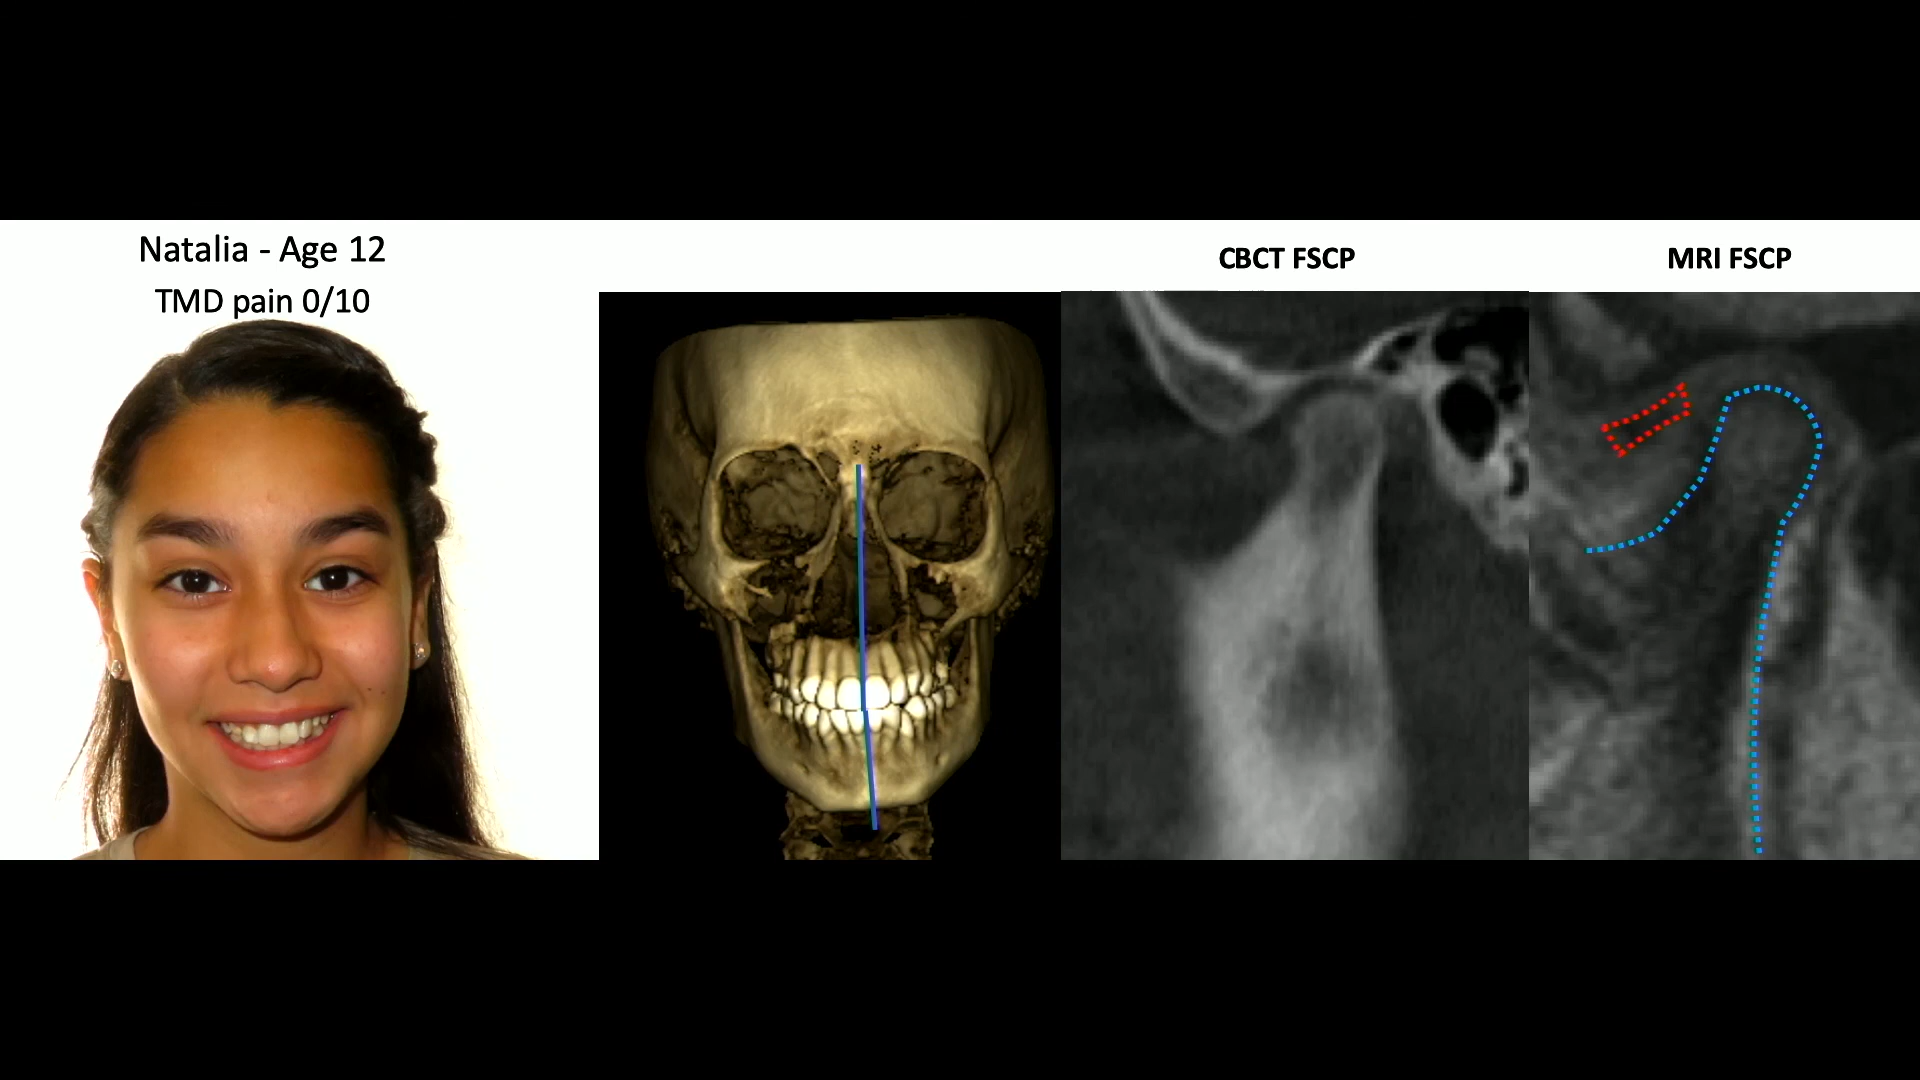 Natalia - Age 12
TMD pain 0/10
CBCT FSCP
MRI FSCP